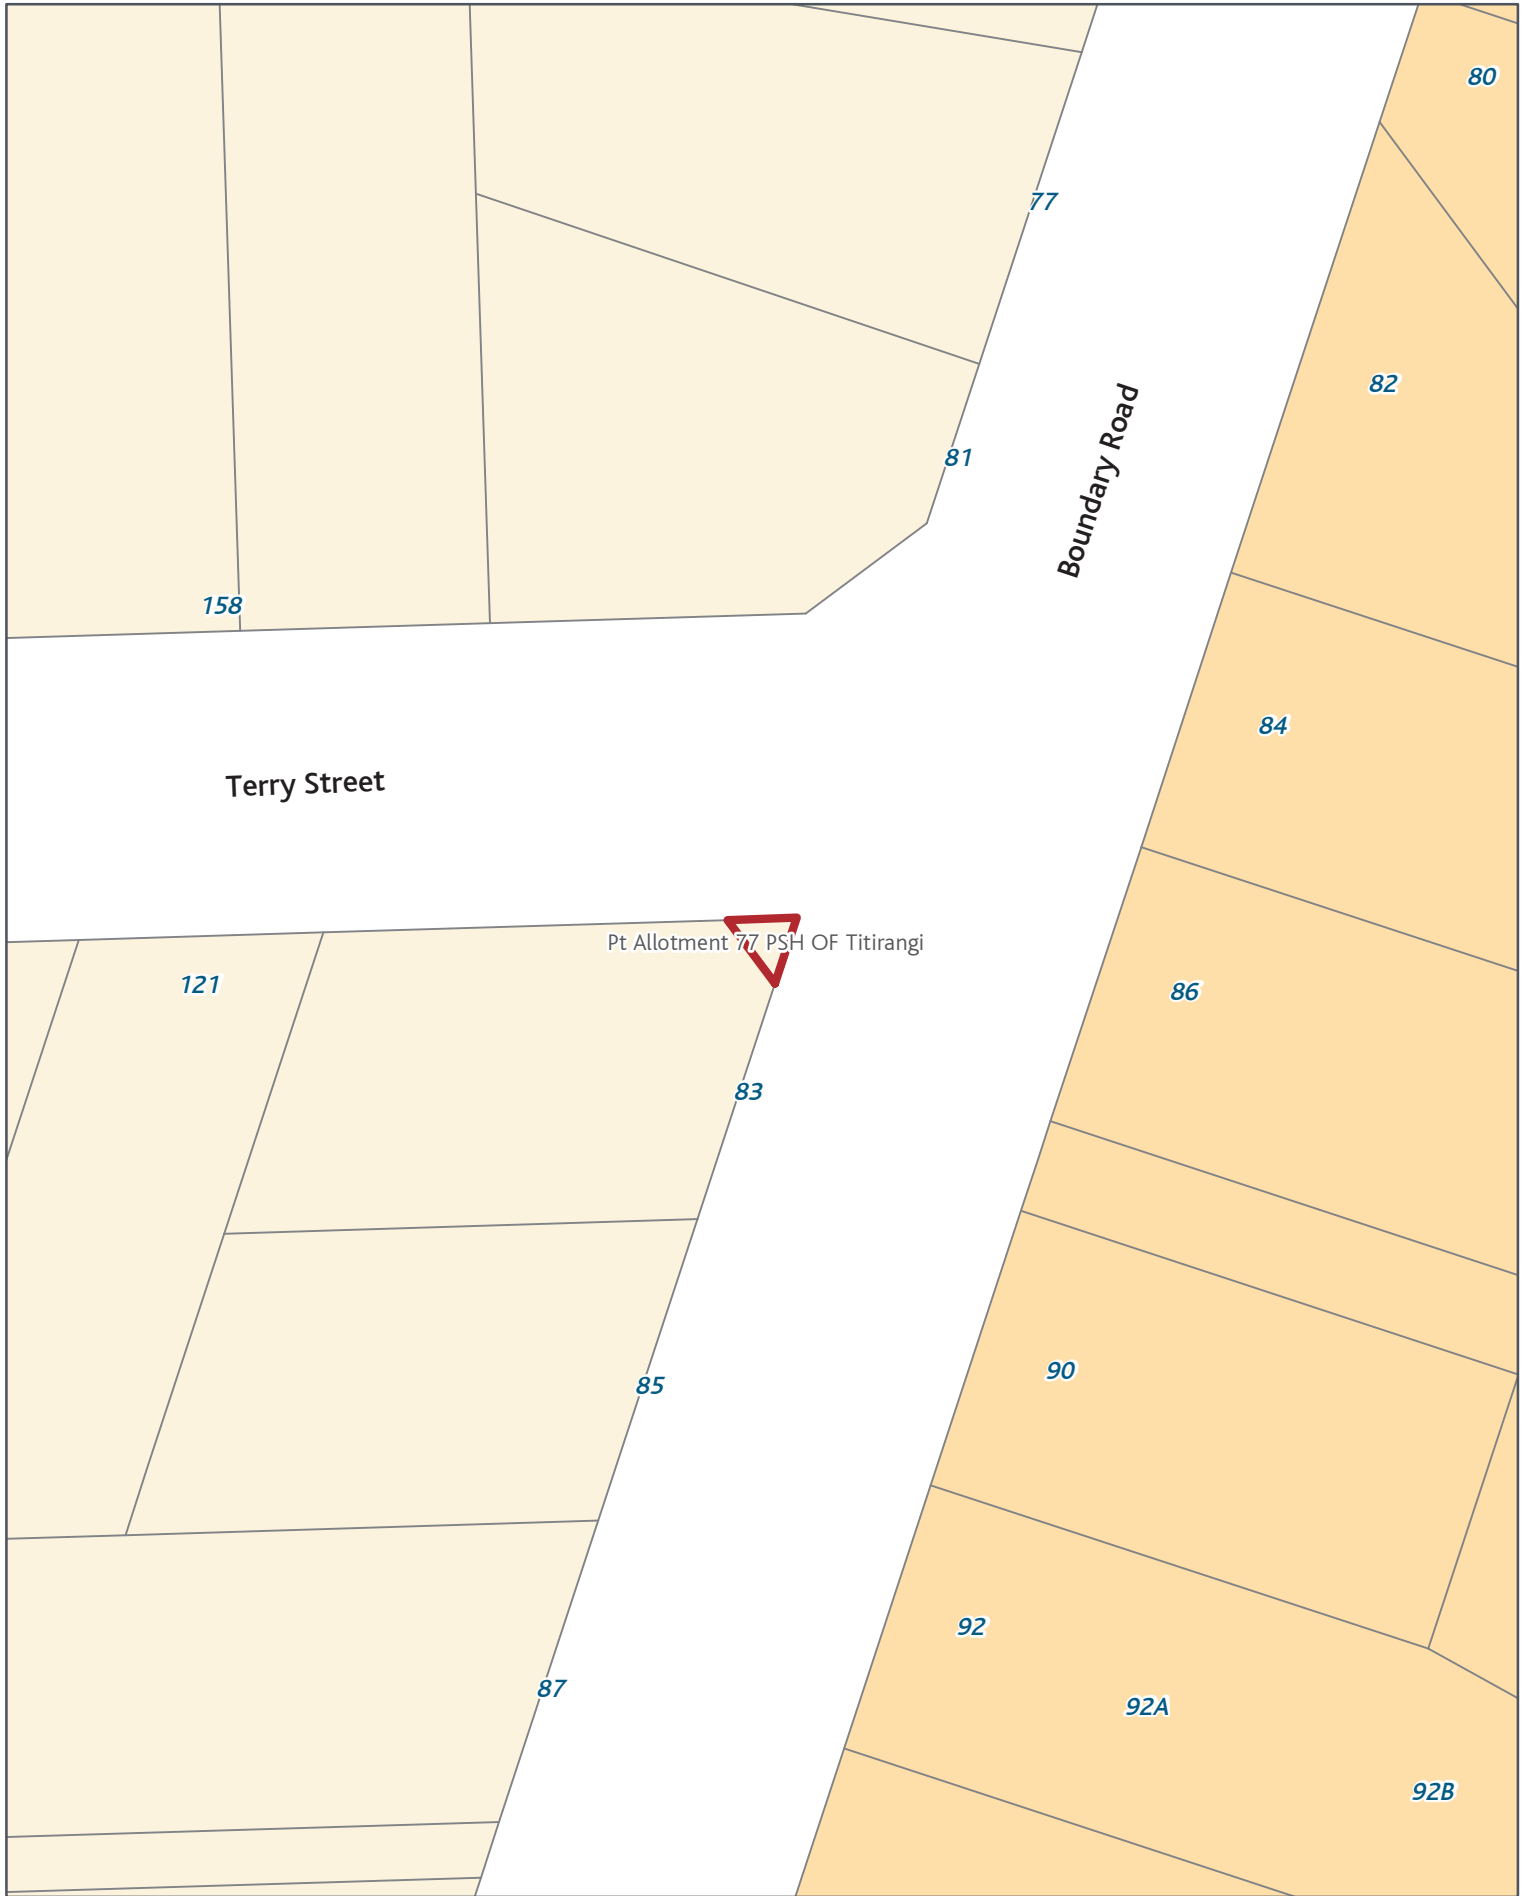 80
77
82
Boundary Road
81
158
84
Terry Street
Pt Allotment 77 PSH OF Titirangi
121
86
83
90
85
92
87
92A
92B